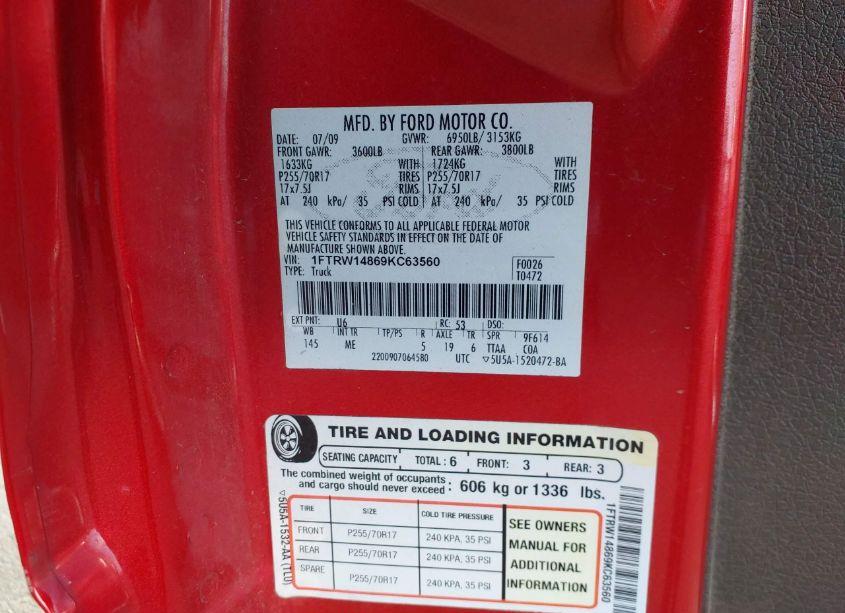 MFD. BY FORD MOTOR CO.
DATE: 07/09 GVWR: 6950LB/ 3153KG
FRONT GAWR: 3600LB REAR GAWR: 3800LB
1633KG WITH 1724KG WITH
P255/70R17 TIRES P255/70R17 TIRES
17x7.5J RIMS 17x7.5J RIMS
AT 240 kPa/ 35 PSI COLD AT 240 kPa/ 35 PSI COLD
THIS VEHICLE CONFORMS TO ALL APPLICABLE FEDERAL MOTOR
VEHICLE SAFETY STANDARDS IN EFFECT ON THE DATE OF
MANUFACTURE SHOWN ABOVE.
VIN: 1FTRW14869KC63560 F0026
TYPE: Truck T0472
EXT PNT: U6 RC: 53 DSO:
WB INT TR TP/PS R AXLE TR SPR 9F614
145 ME 5 19 6 TTAA COA
2200907064580 UTC ▽5U5A-1520472-BA
TIRE AND LOADING INFORMATION
SEATING CAPACITY TOTAL: 6 FRONT: 3 REAR: 3
The combined weight of occupants
and cargo should never exceed : 606 kg or 1336 lbs.
TIRE SIZE COLD TIRE PRESSURE
FRONT P255/70R17 240 KPA, 35 PSI
REAR P255/70R17 240 KPA, 35 PSI
SPARE P255/70R17 240 KPA, 35 PSI
SEE OWNERS
MANUAL FOR
ADDITIONAL
INFORMATION
▽5U5A-1532-AA (TLU)
1FTRW14869KC63560